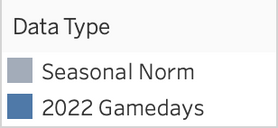 Data Type
Seasonal Norm
2022 Gamedays